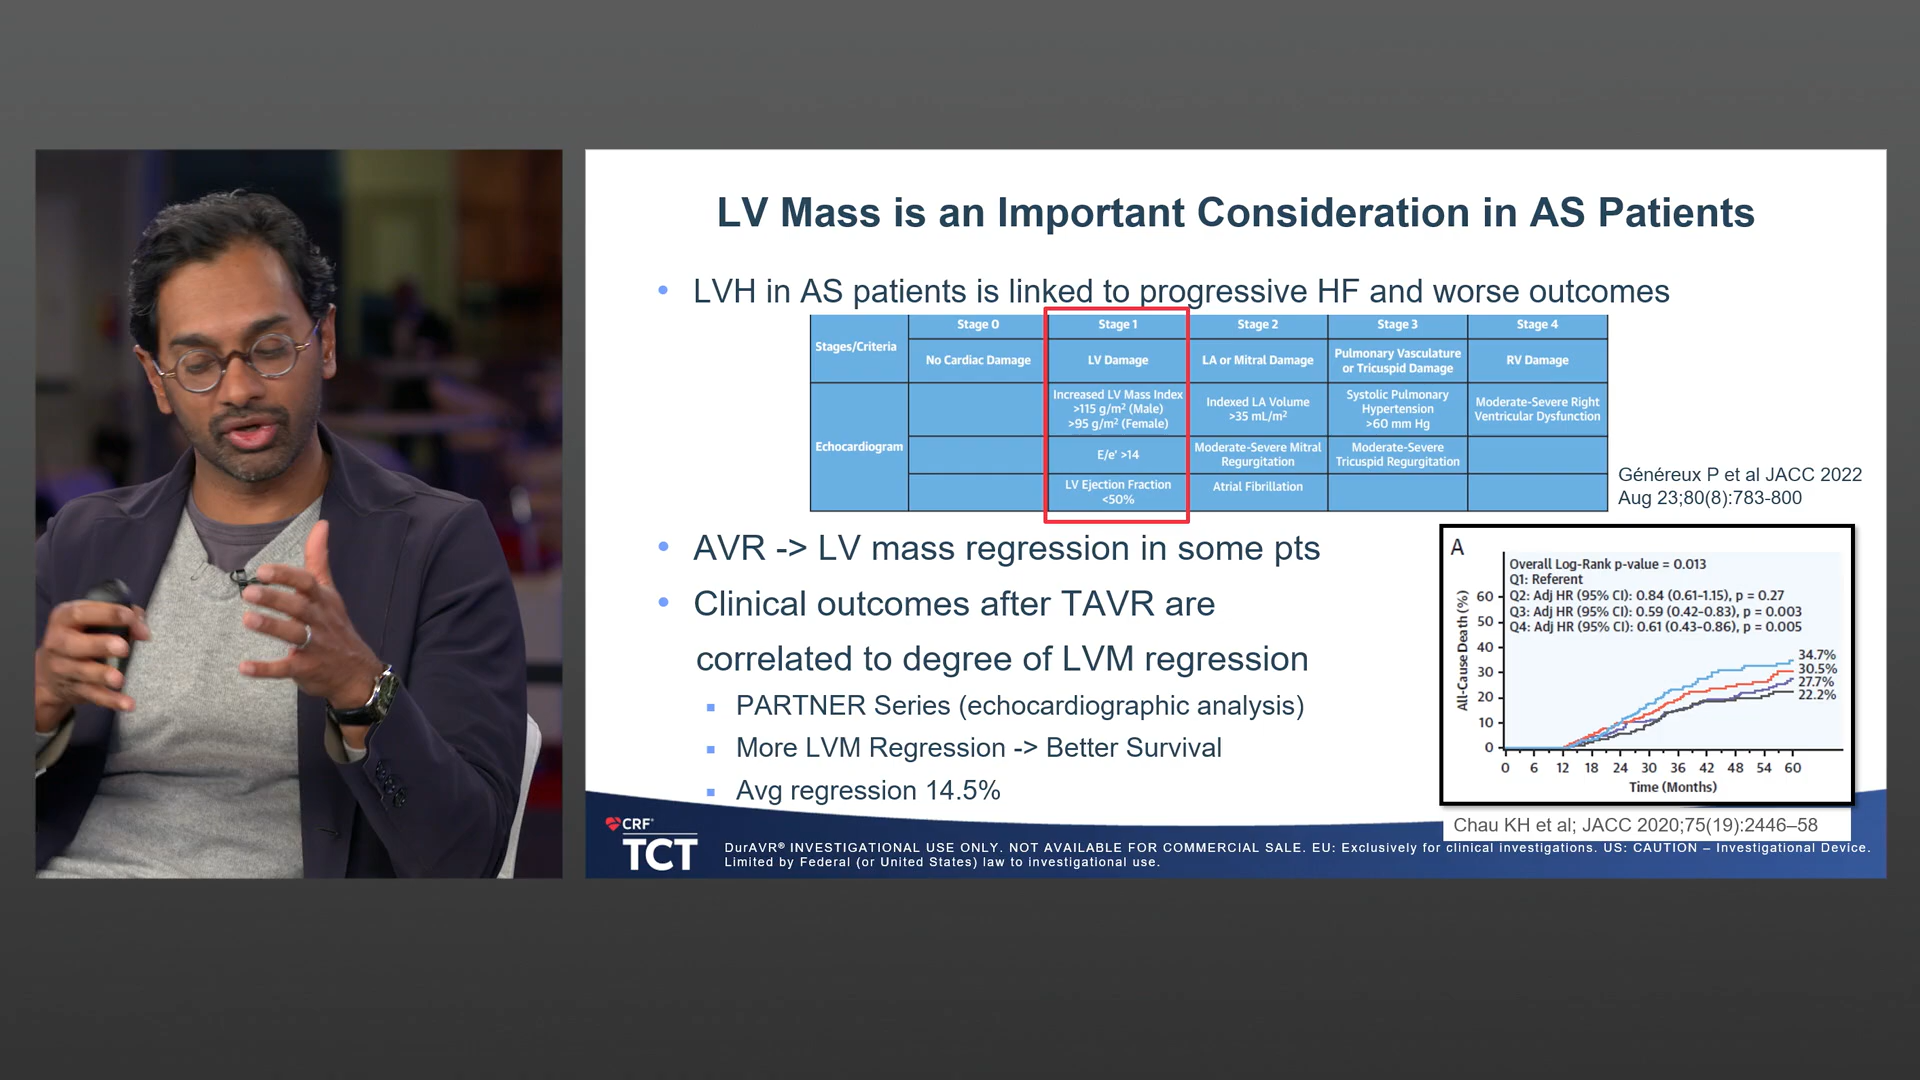 LV Mass is an Important Consideration in AS Patients
• LVH in AS patients is linked to progressive HF and worse outcomes
Stages/Criteria
Stage 0
Stage 1
Stage 2
Stage 3
Stage 4
No Cardiac Damage
LV Damage
LA or Mitral Damage
Pulmonary Vasculature
or Tricuspid Damage
RV Damage
Echocardiogram
Increased LV Mass Index
>115 g/m² (Male)
>95 g/m² (Female)
Indexed LA Volume
>35 mL/m²
Systolic Pulmonary
Hypertension
>60 mm Hg
Moderate-Severe Right
Ventricular Dysfunction
E/e' >14
Moderate-Severe Mitral
Regurgitation
Moderate-Severe
Tricuspid Regurgitation
LV Ejection Fraction
<50%
Atrial Fibrillation
Généreux P et al JACC 2022
Aug 23;80(8):783-800
• AVR -> LV mass regression in some pts
• Clinical outcomes after TAVR are
correlated to degree of LVM regression
▪ PARTNER Series (echocardiographic analysis)
▪ More LVM Regression -> Better Survival
▪ Avg regression 14.5%
A
Overall Log-Rank p-value = 0.013
Q1: Referent
Q2: Adj HR (95% CI): 0.84 (0.61-1.15), p = 0.27
Q3: Adj HR (95% CI): 0.59 (0.42-0.83), p = 0.003
Q4: Adj HR (95% CI): 0.61 (0.43-0.86), p = 0.005
All-Cause Death (%)
60
50
40
30
20
10
0
34.7%
30.5%
27.7%
22.2%
0 6 12 18 24 30 36 42 48 54 60
Time (Months)
Chau KH et al; JACC 2020;75(19):2446–58
CRF®
TCT
DurAVR® INVESTIGATIONAL USE ONLY. NOT AVAILABLE FOR COMMERCIAL SALE. EU: Exclusively for clinical investigations. US: CAUTION – Investigational Device.
Limited by Federal (or United States) law to investigational use.